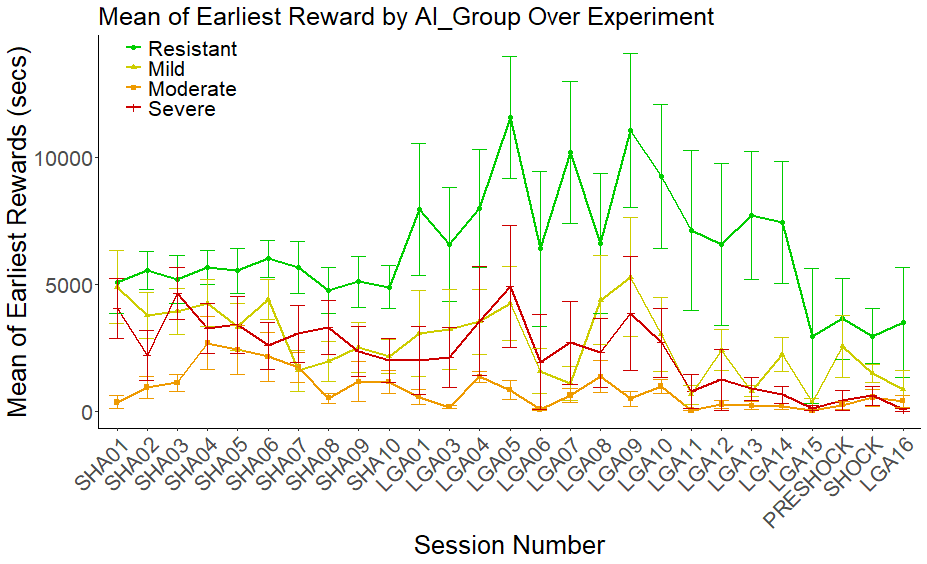 Mean of Earliest Reward by AI_Group Over Experiment
Resistant
Mild
Moderate
Severe
Mean of Earliest Rewards (secs)
10000
5000
0
SHA01
SHA02
SHA03
SHA04
SHA05
SHA06
SHA07
SHA08
SHA09
SHA10
LGA01
LGA03
LGA04
LGA05
LGA06
LGA07
LGA08
LGA09
LGA10
LGA11
LGA12
LGA13
LGA14
LGA15
PRESHOCK
SHOCK
LGA16
Session Number